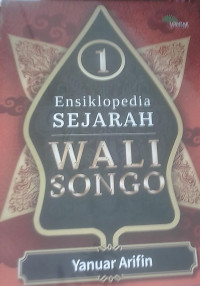 1
Ensiklopedia
SEJARAH
WALI
SONGO
Yanuar Arifin